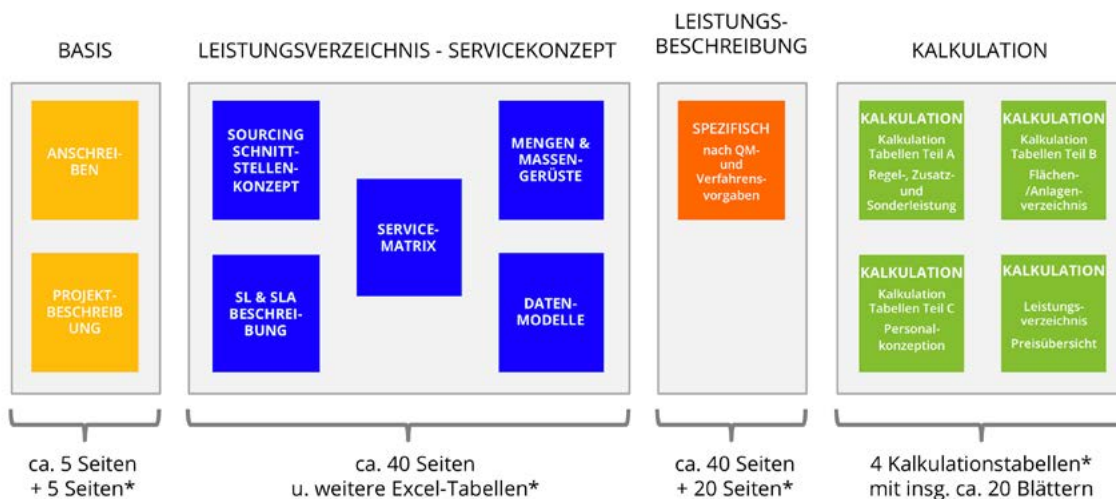 BASIS
LEISTUNGSVERZEICHNIS - SERVICEKONZEPT
LEISTUNGS-
BESCHREIBUNG
KALKULATION
ANSCHREI-
BEN
PROJEKT-
BESCHREIB
UNG
SOURCING
SCHNITT-
STELLEN-
KONZEPT
MENGEN &
MASSEN-
GERÜSTE
SERVICE-
MATRIX
SL & SLA
BESCHREI-
BUNG
DATEN-
MODELLE
SPEZIFISCH
nach QM-
und
Verfahrens-
vorgaben
KALKULATION
Kalkulation
Tabellen Teil A
Regel-, Zusatz-
und
Sonderleistung
KALKULATION
Kalkulation
Tabellen Teil B
Flächen-
/Anlagen-
verzeichnis
KALKULATION
Kalkulation
Tabellen Teil C
Personal-
konzeption
KALKULATION
Leistungs-
verzeichnis
Preisübersicht
ca. 5 Seiten
+ 5 Seiten*
ca. 40 Seiten
u. weitere Excel-Tabellen*
ca. 40 Seiten
+ 20 Seiten*
4 Kalkulationstabellen*
mit insg. ca. 20 Blättern